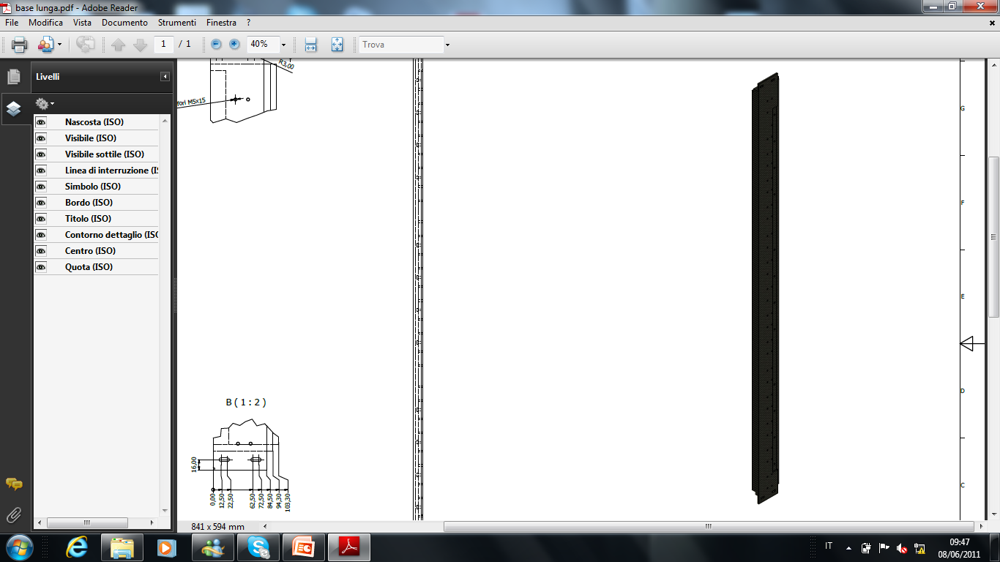 base lunga.pdf - Adobe Reader
File Modifica Vista Documento Strumenti Finestra ?
1 / 1 40% Trova
Livelli
Nascosta (ISO)
Visibile (ISO)
Visibile sottile (ISO)
Linea di interruzione (IS
Simbolo (ISO)
Bordo (ISO)
Titolo (ISO)
Contorno dettaglio (ISO
Centro (ISO)
Quota (ISO)
R3,00
fori M5x15
B ( 1 : 2 )
16,00
0,00
12,50
22,50
62,50
72,50
84,50
94,30
103,30
G
F
E
D
C
841 x 594 mm
IT
09:47
08/06/2011